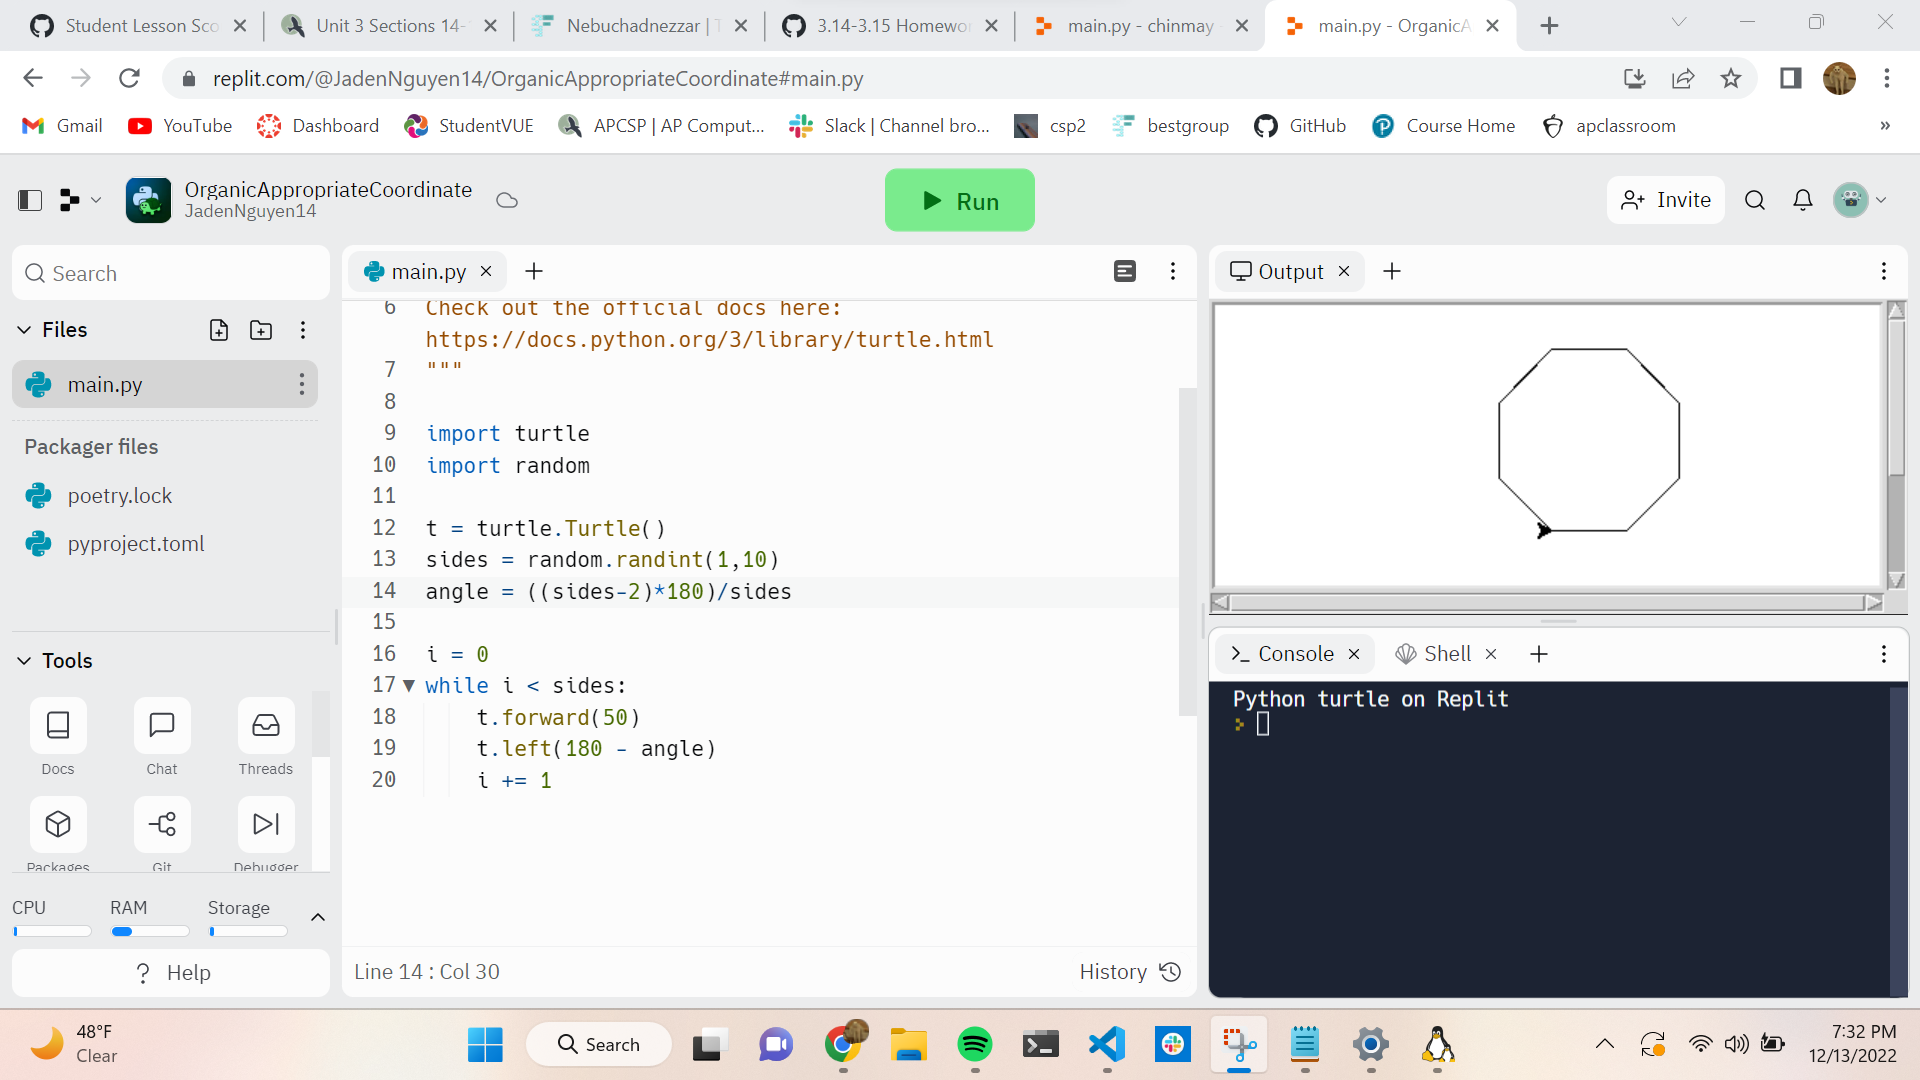 Student Lesson Sco
Unit 3 Sections 14-
Nebuchadnezzar | T
3.14-3.15 Homewor
main.py - chinmay
main.py - OrganicA
replit.com/@JadenNguyen14/OrganicAppropriateCoordinate#main.py
Gmail
YouTube
Dashboard
StudentVUE
APCSP | AP Comput...
Slack | Channel bro...
csp2
bestgroup
GitHub
Course Home
apclassroom
»
OrganicAppropriateCoordinate
JadenNguyen14
Run
Invite
Search
Files
main.py
Packager files
poetry.lock
pyproject.toml
Tools
Docs
Chat
Threads
Packages
Git
Debugger
CPU
RAM
Storage
? Help
main.py
6 Check out the official docs here:
https://docs.python.org/3/library/turtle.html
7 """
8
9 import turtle
10 import random
11
12 t = turtle.Turtle()
13 sides = random.randint(1,10)
14 angle = ((sides-2)*180)/sides
15
16 i = 0
17 while i < sides:
18 t.forward(50)
19 t.left(180 - angle)
20 i += 1
Line 14 : Col 30
History
Output
Console
Shell
Python turtle on Replit
48°F
Clear
Search
7:32 PM
12/13/2022